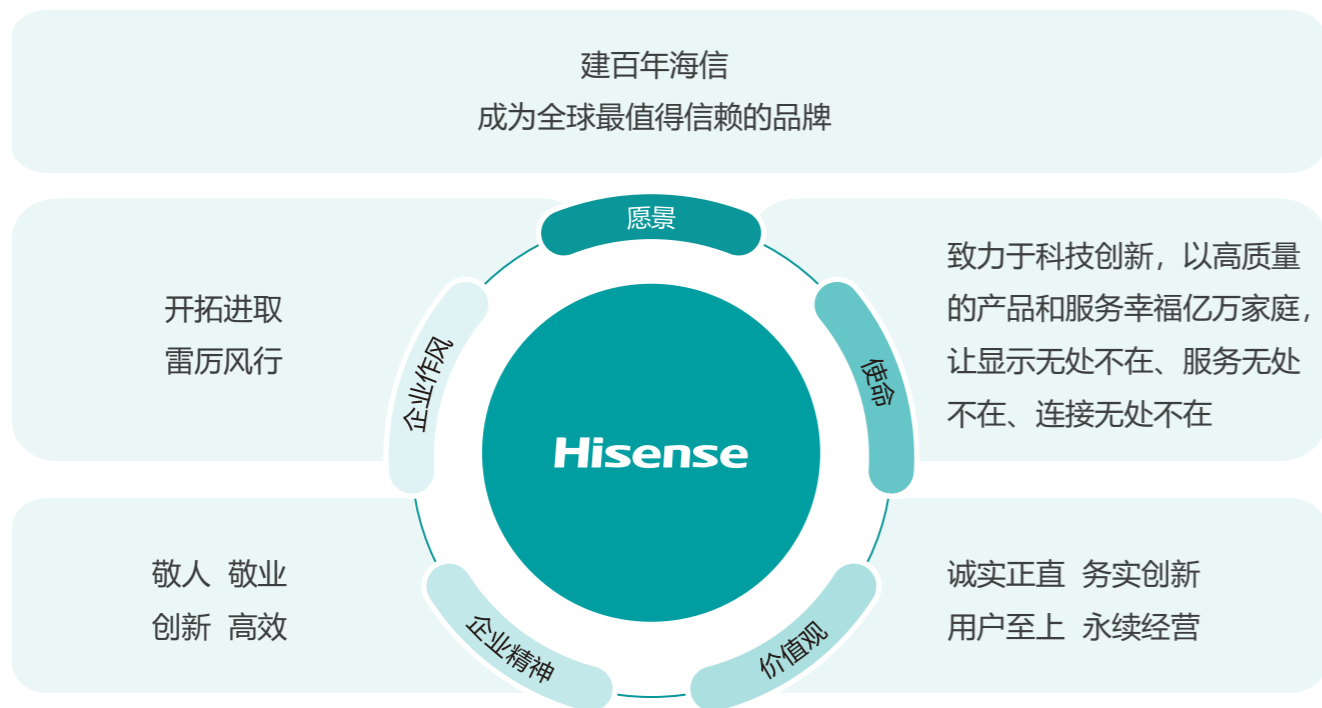 建百年海信
成为全球最值得信赖的品牌
愿景
开拓进取
雷厉风行
企业作风
致力于科技创新，以高质量
的产品和服务幸福亿万家庭，
让显示无处不在、服务无处
不在、连接无处不在
使命
Hisense
敬人 敬业
创新 高效
企业精神
诚实正直 务实创新
用户至上 永续经营
价值观